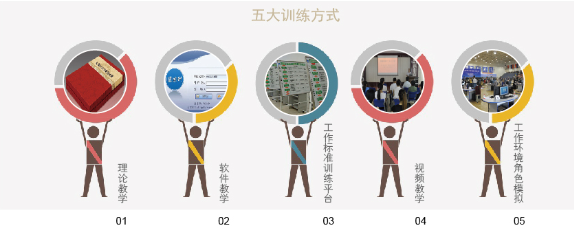 五大训练方式
理论教学
软件教学
工作标准训练平台
视频教学
工作环境角色模拟
01
02
03
04
05